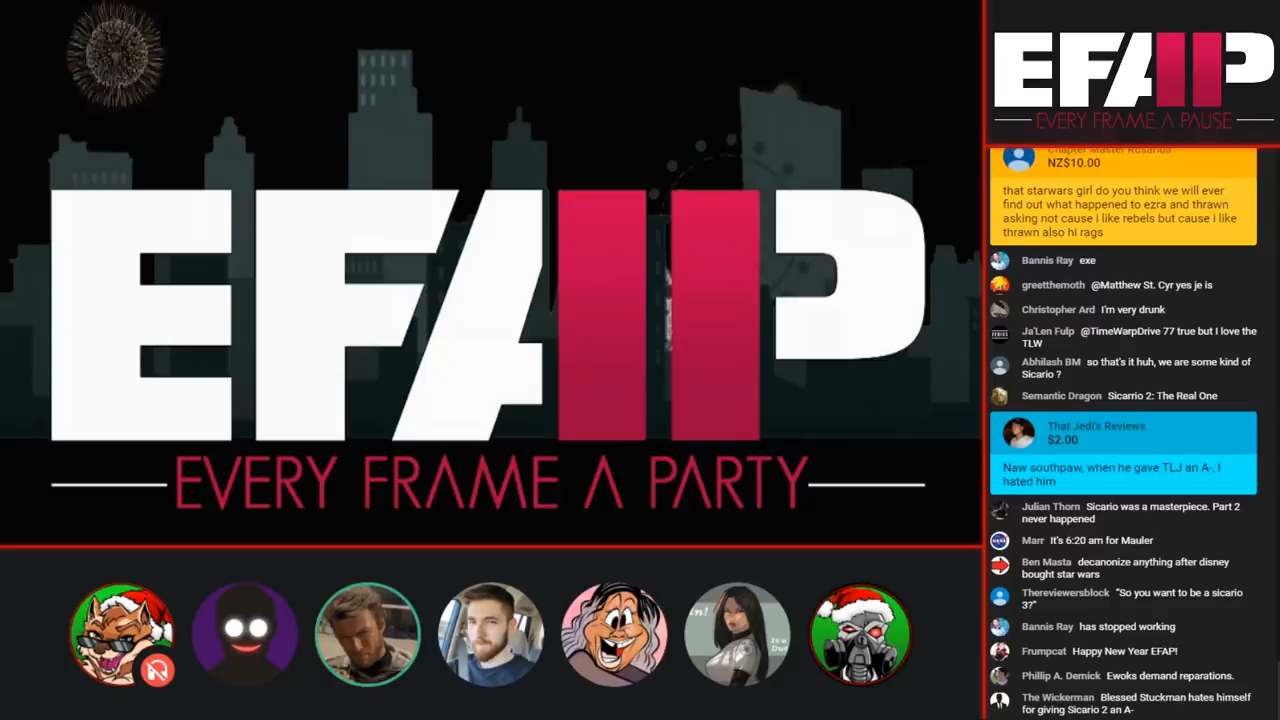 EFAP
EVERY FRAME A PARTY
EFAP
EVERY FRAME A PAUSE
Chapter Master Rosarius
NZ$10.00
that starwars girl do you think we will ever
find out what happened to ezra and thrawn
asking not cause i like rebels but cause i like
thrawn also hi rags
Bannis Ray exe
greetthemoth @Matthew St. Cyr yes je is
Christopher Ard I'm very drunk
Ja'Len Fulp @TimeWarpDrive 77 true but I love the
TLW
Abhilash BM so that's it huh, we are some kind of
Sicario ?
Semantic Dragon Sicarrio 2: The Real One
That Jedi's Reviews
$2.00
Naw southpaw, when he gave TLJ an A-, I
hated him
Julian Thorn Sicario was a masterpiece. Part 2
never happened
Marr It's 6:20 am for Mauler
Ben Masta decanonize anything after disney
bought star wars
Thereviewersblock "So you want to be a sicario
3?"
Bannis Ray has stopped working
Frumpcat Happy New Year EFAP!
Phillip A. Demick Ewoks demand reparations.
The Wickerman Blessed Stuckman hates himself
for giving Sicario 2 an A-